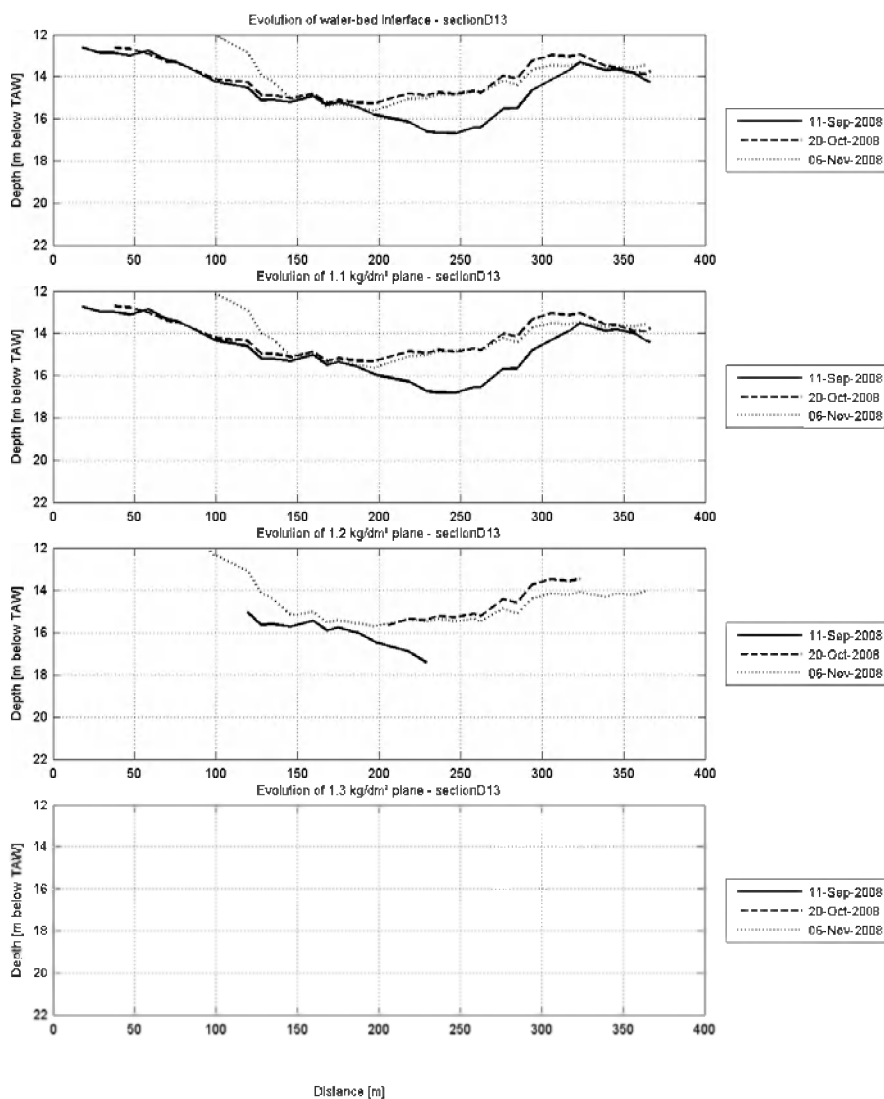 Evolution of water-bed Interface - sectionD13
Depth [m below TAW]
12
14
16
18
20
22
0 50 100 150 200 250 300 350 400
11-Sep-2008
20-Oct-2008
06-Nov-2008
Evolution of 1.1 kg/dm³ plane - sectionD13
Depth [m below TAW]
12
14
16
18
20
22
0 50 100 150 200 250 300 350 400
11-Sep-2008
20-Oct-2008
06-Nov-2008
Evolution of 1.2 kg/dm³ plane - sectionD13
Depth [m below TAW]
12
14
16
18
20
22
0 50 100 150 200 250 300 350 400
11-Sep-2008
20-Oct-2008
06-Nov-2008
Evolution of 1.3 kg/dm³ plane - sectionD13
Depth [m below TAW]
12
14
16
18
20
22
0 50 100 150 200 250 300 350 400
11-Sep-2008
20-Oct-2008
06-Nov-2008
Distance [m]